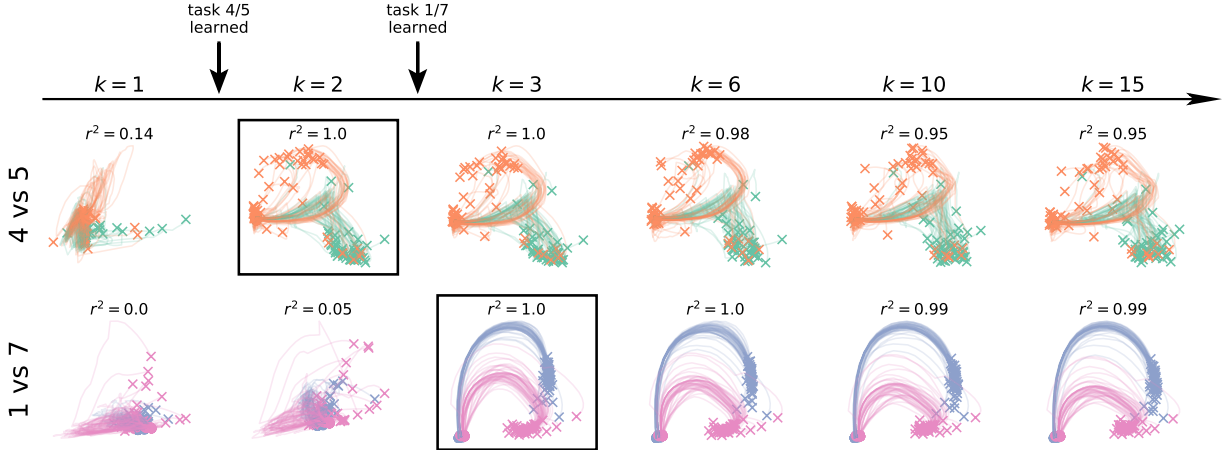 task 4/5
learned
task 1/7
learned
k = 1
k = 2
k = 3
k = 6
k = 10
k = 15
4 vs 5
r² = 0.14
r² = 1.0
r² = 1.0
r² = 0.98
r² = 0.95
r² = 0.95
1 vs 7
r² = 0.0
r² = 0.05
r² = 1.0
r² = 1.0
r² = 0.99
r² = 0.99